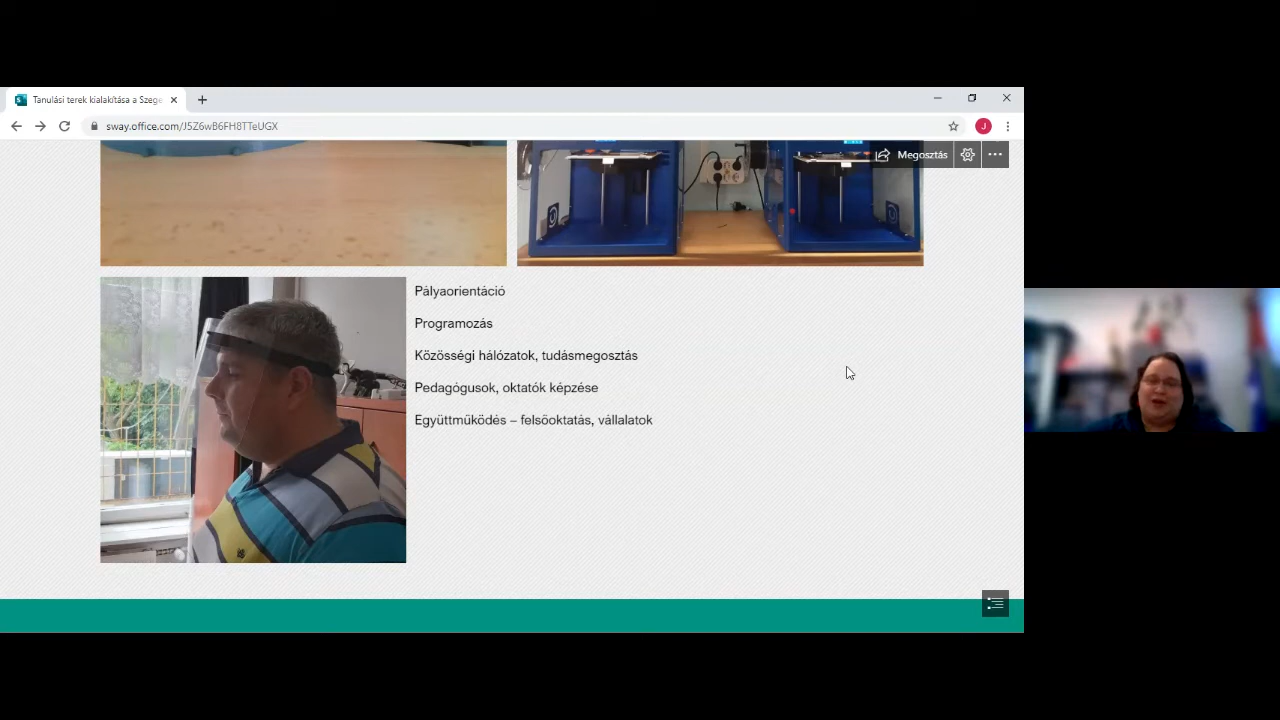 Tanulási terek kialakítása a Szege
sway.office.com/J5Z6wB6FH8TTeUGX
J
Megosztás
Pályaorientáció
Programozás
Közösségi hálózatok, tudásmegosztás
Pedagógusok, oktatók képzése
Együttműködés – felsőoktatás, vállalatok